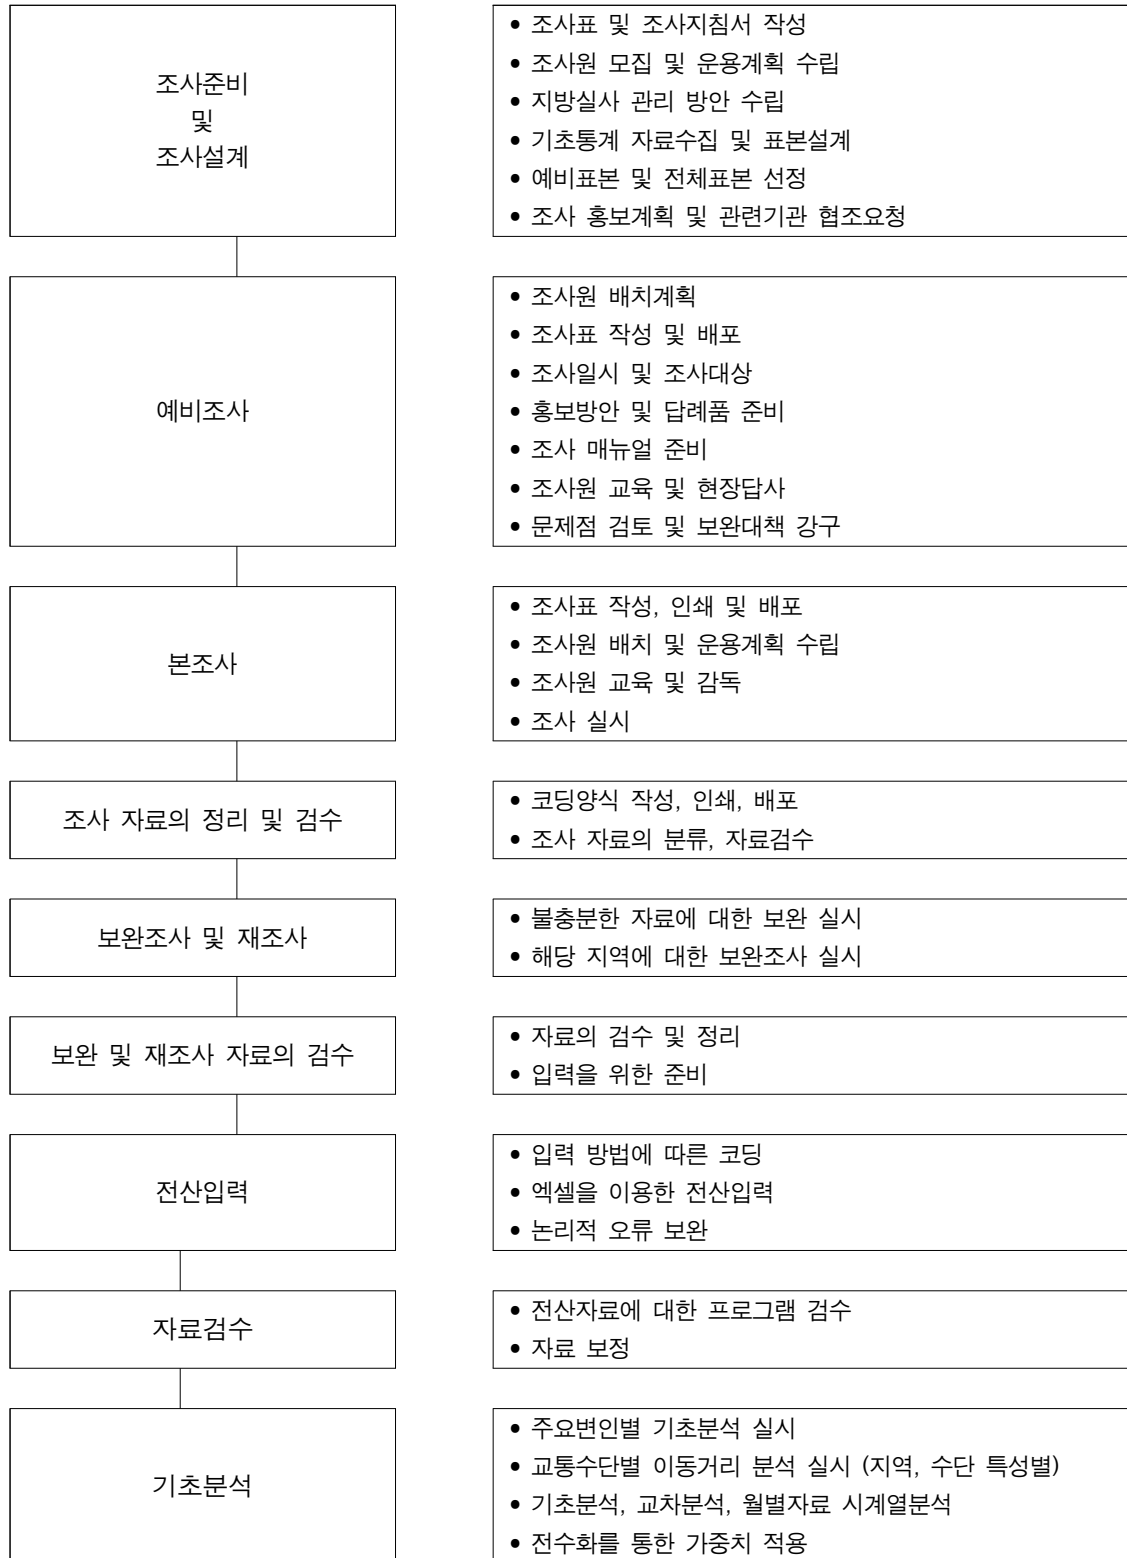 조사준비
및
조사설계
• 조사표 및 조사지침서 작성
• 조사원 모집 및 운용계획 수립
• 지방실사 관리 방안 수립
• 기초통계 자료수집 및 표본설계
• 예비표본 및 전체표본 선정
• 조사 홍보계획 및 관련기관 협조요청
예비조사
• 조사원 배치계획
• 조사표 작성 및 배포
• 조사일시 및 조사대상
• 홍보방안 및 답례품 준비
• 조사 매뉴얼 준비
• 조사원 교육 및 현장답사
• 문제점 검토 및 보완대책 강구
본조사
• 조사표 작성, 인쇄 및 배포
• 조사원 배치 및 운용계획 수립
• 조사원 교육 및 감독
• 조사 실시
조사 자료의 정리 및 검수
• 코딩양식 작성, 인쇄, 배포
• 조사 자료의 분류, 자료검수
보완조사 및 재조사
• 불충분한 자료에 대한 보완 실시
• 해당 지역에 대한 보완조사 실시
보완 및 재조사 자료의 검수
• 자료의 검수 및 정리
• 입력을 위한 준비
전산입력
• 입력 방법에 따른 코딩
• 엑셀을 이용한 전산입력
• 논리적 오류 보완
자료검수
• 전산자료에 대한 프로그램 검수
• 자료 보정
기초분석
• 주요변인별 기초분석 실시
• 교통수단별 이동거리 분석 실시 (지역, 수단 특성별)
• 기초분석, 교차분석, 월별자료 시계열분석
• 전수화를 통한 가중치 적용